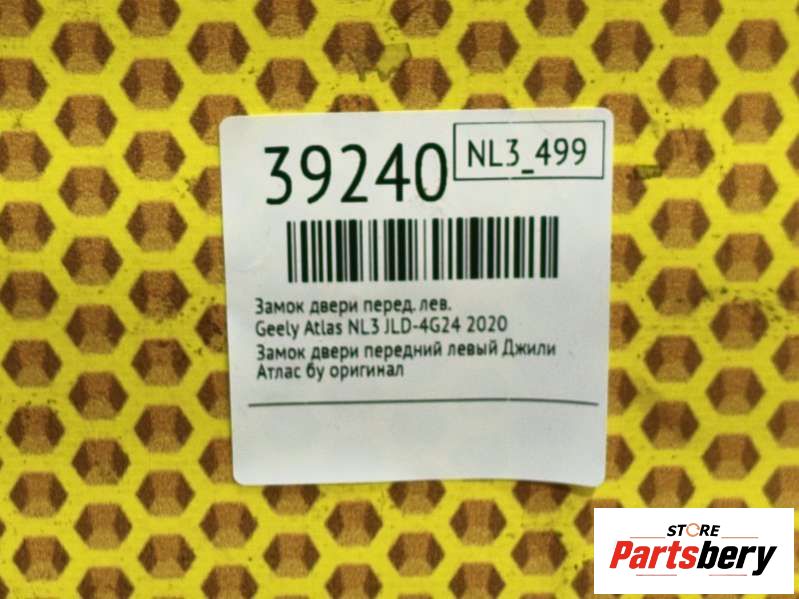 39240
NL3_499
Замок двери перед. лев.
Geely Atlas NL3 JLD-4G24 2020
Замок двери передний левый Джили
Атлас бу оригинал
STORE
Partsbery